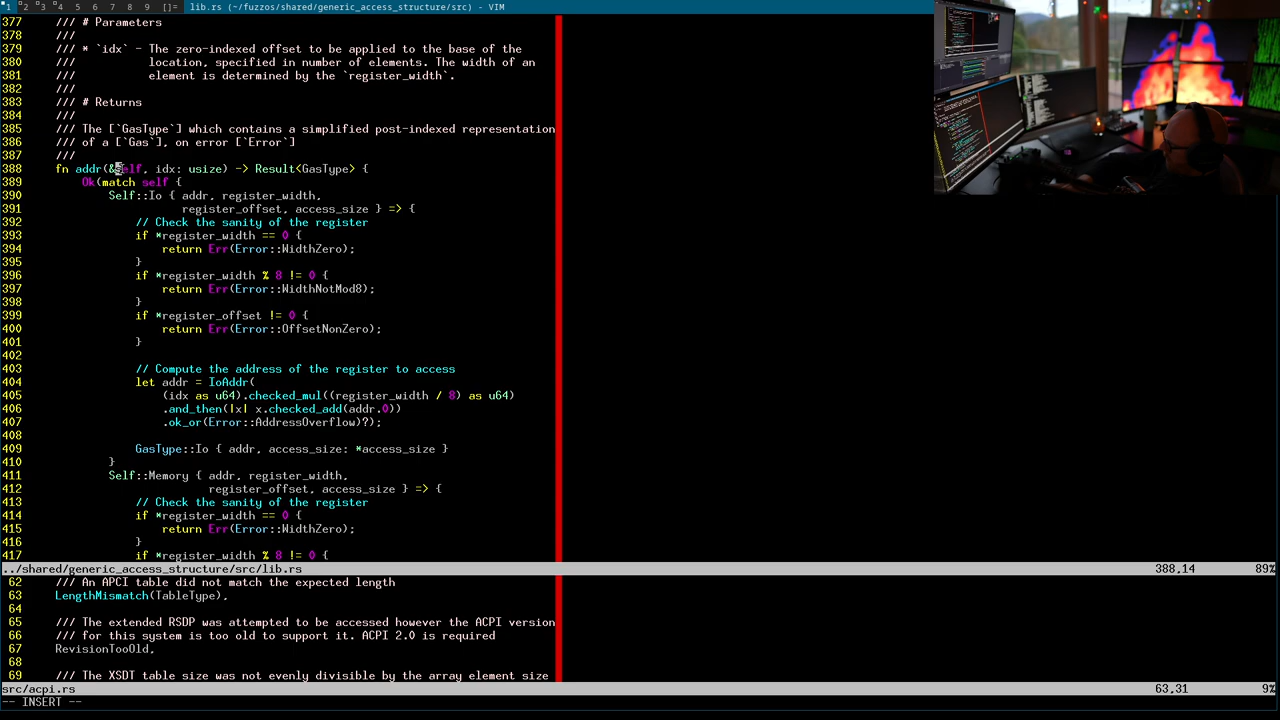 1 2 3 4 5 6 7 8 9 []= lib.rs (~/fuzzos/shared/generic_access_structure/src) - VIM
377 /// # Parameters
378 ///
379 /// * `idx` - The zero-indexed offset to be applied to the base of the
380 /// location, specified in number of elements. The width of an
381 /// element is determined by the `register_width`.
382 ///
383 /// # Returns
384 ///
385 /// The [`GasType`] which contains a simplified post-indexed representation
386 /// of a [`Gas`], on error [`Error`]
387 ///
388 fn addr(&self, idx: usize) -> Result<GasType> {
389 Ok(match self {
390 Self::Io { addr, register_width,
391 register_offset, access_size } => {
392 // Check the sanity of the register
393 if *register_width == 0 {
394 return Err(Error::WidthZero);
395 }
396 if *register_width % 8 != 0 {
397 return Err(Error::WidthNotMod8);
398 }
399 if *register_offset != 0 {
400 return Err(Error::OffsetNonZero);
401 }
402
403 // Compute the address of the register to access
404 let addr = IoAddr(
405 (idx as u64).checked_mul((register_width / 8) as u64)
406 .and_then(|x| x.checked_add(addr.0))
407 .ok_or(Error::AddressOverflow)?);
408
409 GasType::Io { addr, access_size: *access_size }
410 }
411 Self::Memory { addr, register_width,
412 register_offset, access_size } => {
413 // Check the sanity of the register
414 if *register_width == 0 {
415 return Err(Error::WidthZero);
416 }
417 if *register_width % 8 != 0 {
../shared/generic_access_structure/src/lib.rs 388,14 89%
62 /// An APCI table did not match the expected length
63 LengthMismatch(TableType),
64
65 /// The extended RSDP was attempted to be accessed however the ACPI version
66 /// for this system is too old to support it. ACPI 2.0 is required
67 RevisionTooOld,
68
69 /// The XSDT table size was not evenly divisible by the array element size
src/acpi.rs 63,31 9%
-- INSERT --